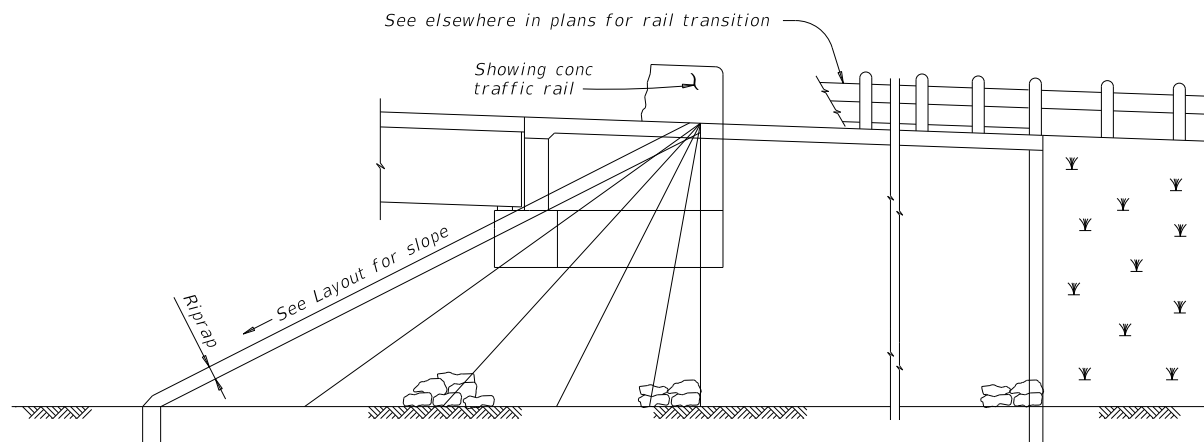 See elsewhere in plans for rail transition
Showing conc
traffic rail
See Layout for slope
Riprap